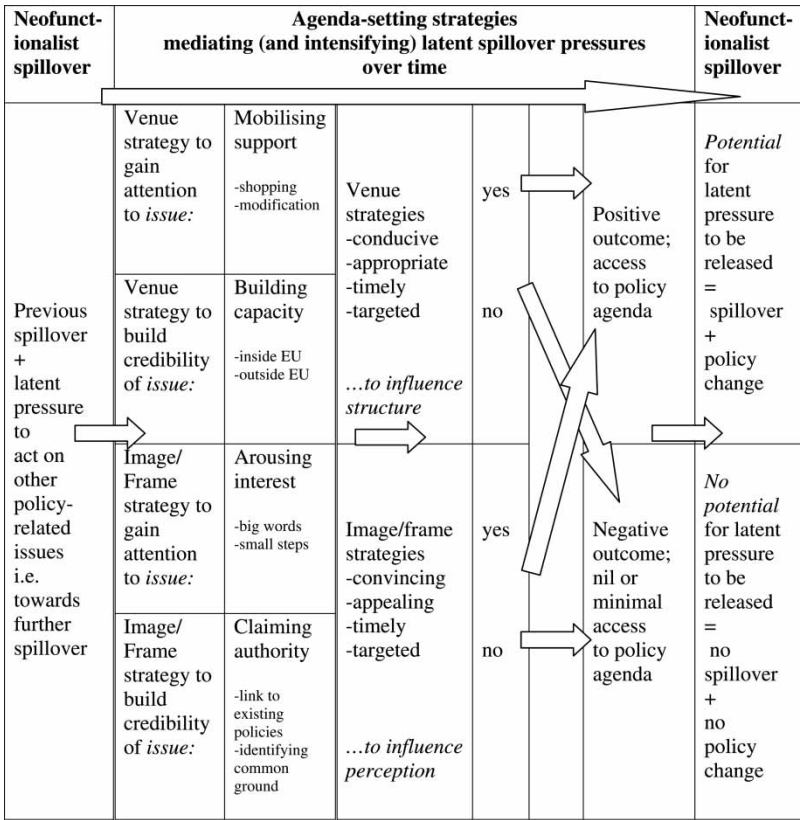 Neofunct-
ionalist
spillover
Agenda-setting strategies
mediating (and intensifying) latent spillover pressures
over time
Neofunct-
ionalist
spillover
Previous
spillover
+
latent
pressure
to
act on
other
policy-
related
issues
i.e.
towards
further
spillover
Venue
strategy to
gain
attention
to issue:
Mobilising
support
-shopping
-modification
Venue
strategy to
build
credibility
of issue:
Building
capacity
-inside EU
-outside EU
Image/
Frame
strategy to
gain
attention
to issue:
Arousing
interest
-big words
-small steps
Image/
Frame
strategy to
build
credibility
of issue:
Claiming
authority
-link to
existing
policies
-identifying
common
ground
Venue
strategies
-conducive
-appropriate
-timely
-targeted
…to influence
structure
Image/frame
strategies
-convincing
-appealing
-timely
-targeted
…to influence
perception
yes
no
yes
no
Positive
outcome;
access
to policy
agenda
Negative
outcome;
nil or
minimal
access
to policy
agenda
Potential
for
latent
pressure
to be
released
=
spillover
+
policy
change
No
potential
for latent
pressure
to be
released
=
no
spillover
+
no
policy
change